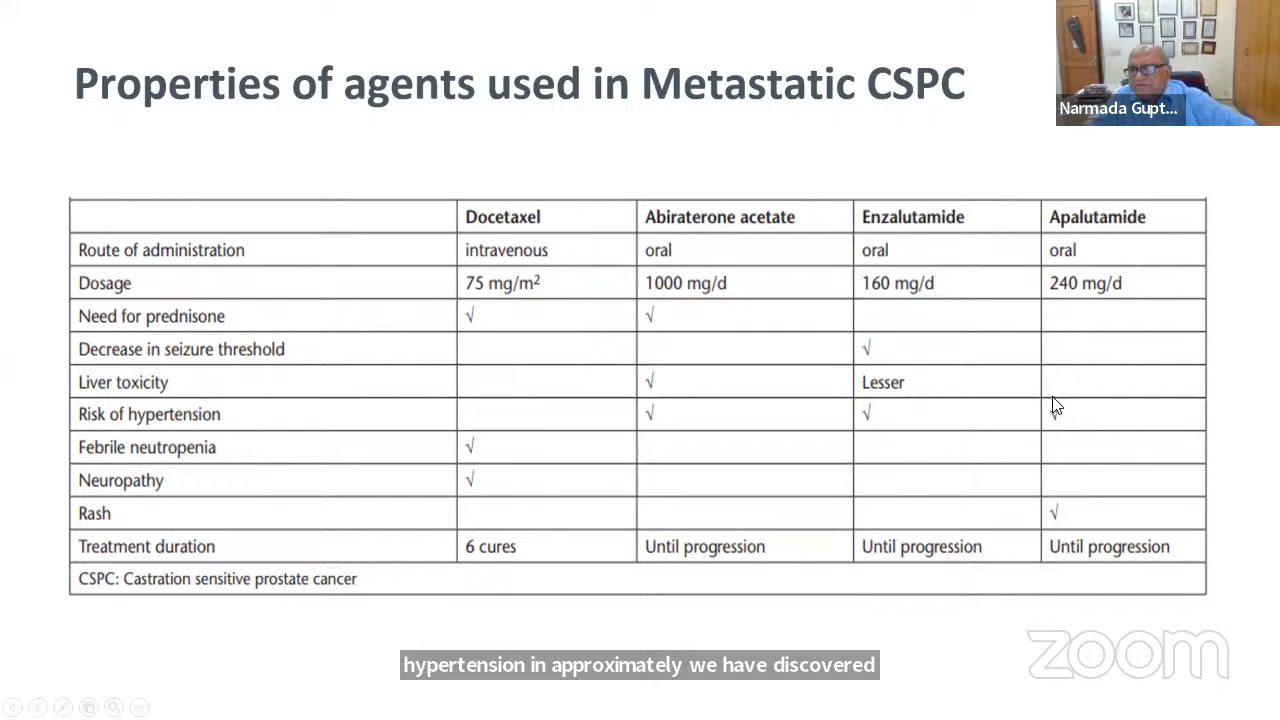 Properties of agents used in Metastatic CSPC
Narmada Gupt...
Docetaxel Abiraterone acetate Enzalutamide Apalutamide
Route of administration intravenous oral oral oral
Dosage 75 mg/m² 1000 mg/d 160 mg/d 240 mg/d
Need for prednisone √ √
Decrease in seizure threshold √
Liver toxicity √ Lesser
Risk of hypertension √ √ √
Febrile neutropenia √
Neuropathy √
Rash √
Treatment duration 6 cures Until progression Until progression Until progression
CSPC: Castration sensitive prostate cancer
zoom
hypertension in approximately we have discovered